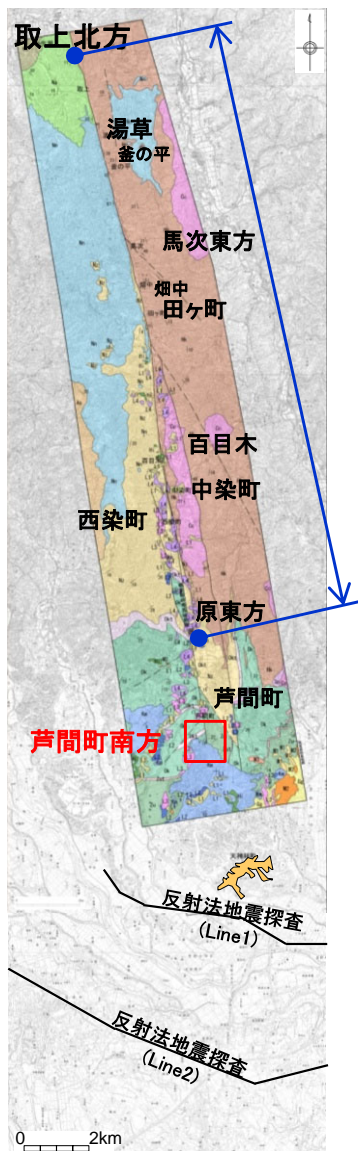 取上北方
湯草
釜の平
馬次東方
畑中
田ヶ町
百目木
中染町
西染町
原東方
芦間町
芦間町南方
反射法地震探査
(Line1)
反射法地震探査
(Line2)
0 2km